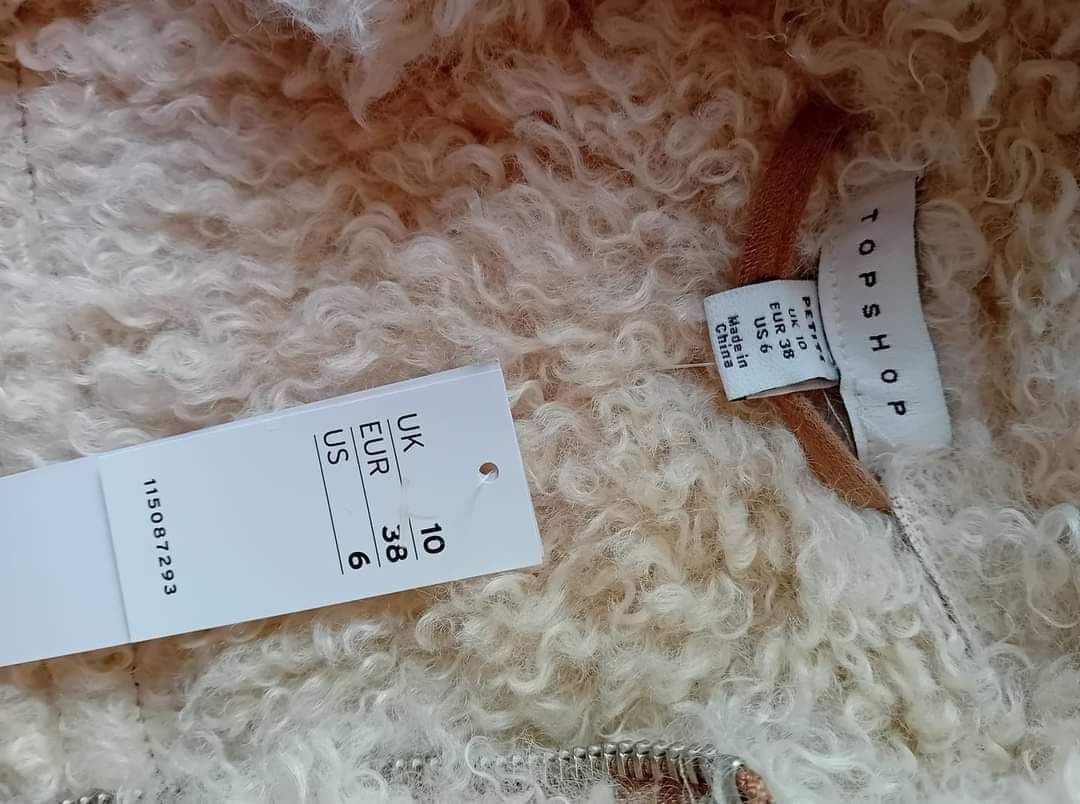 TOPSHOP
PETITE
UK 10
EUR 38
US 6
Made in
China
UK 10
EUR 38
US 6
115087293